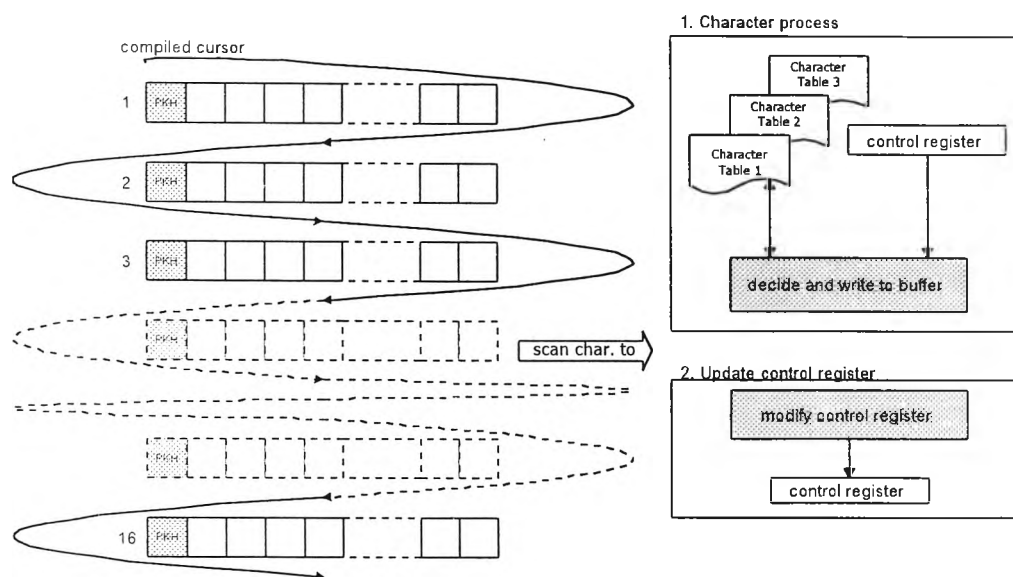 compiled cursor
1
PKH
2
PKH
3
PKH
PKH
PKH
16
PKH
scan char. to
1. Character process
Character
Table 3
Character
Table 2
Character
Table 1
control register
decide and write to buffer
2. Update control register
modify control register
control register